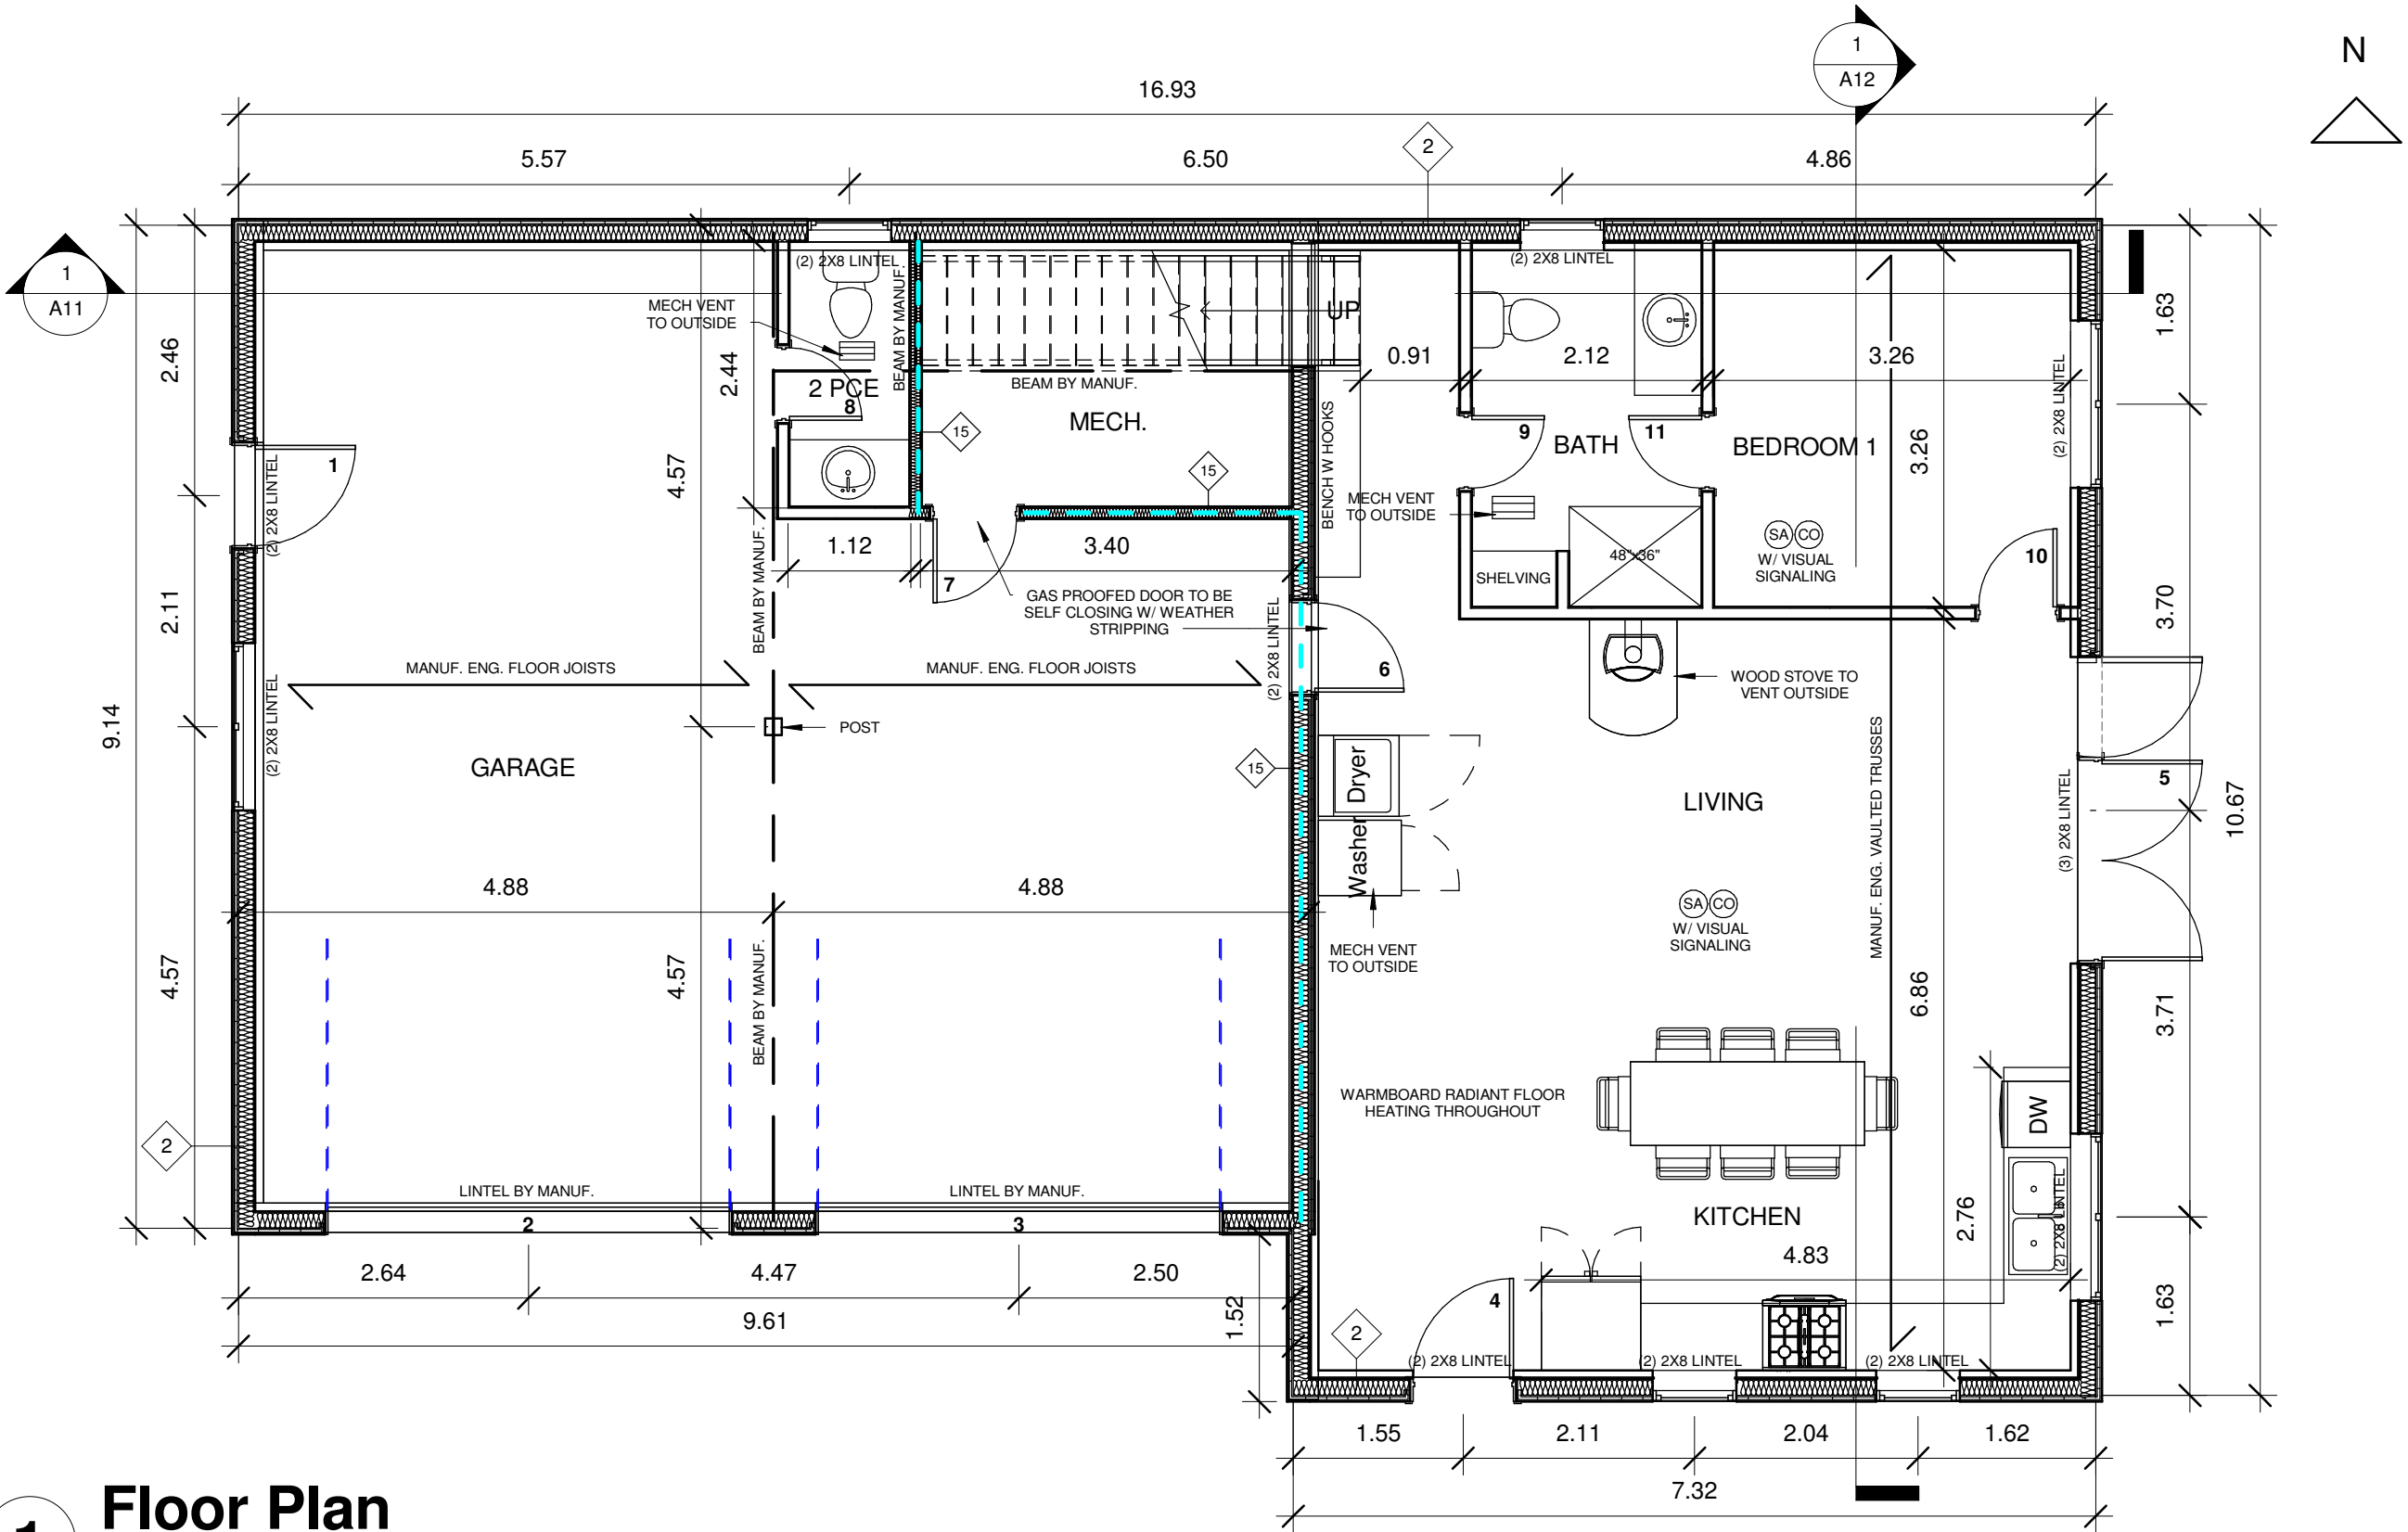 N
1
A12
16.93
5.57
6.50
4.86
2
1
A11
(2) 2X8 LINTEL
(2) 2X8 LINTEL
MECH VENT
TO OUTSIDE
BEAM BY MANUF.
UP
2.46
2.44
2 PCE
8
BEAM BY MANUF.
MECH.
0.91
2.12
3.26
1.63
(2) 2X8 LINTEL
15
15
BENCH W HOOKS
9
BATH
11
BEDROOM 1
3.26
1
(2) 2X8 LINTEL
4.57
MECH VENT
TO OUTSIDE
1.12
3.40
BEAM BY MANUF.
7
48"x36"
SHELVING
SA CO
W/ VISUAL
SIGNALING
10
GAS PROOFED DOOR TO BE
SELF CLOSING W/ WEATHER
STRIPPING
(2) 2X8 LINTEL
2.11
3.70
MANUF. ENG. FLOOR JOISTS
MANUF. ENG. FLOOR JOISTS
6
WOOD STOVE TO
VENT OUTSIDE
9.14
(2) 2X8 LINTEL
POST
GARAGE
15
Dryer
Washer
LIVING
MANUF. ENG. VAULTED TRUSSES
(3) 2X8 LINTEL
5
10.67
4.88
4.88
SA CO
W/ VISUAL
SIGNALING
MECH VENT
TO OUTSIDE
4.57
4.57
BEAM BY MANUF.
6.86
3.71
WARMBOARD RADIANT FLOOR
HEATING THROUGHOUT
DW
2
LINTEL BY MANUF.
LINTEL BY MANUF.
2
3
KITCHEN
2.76
(2) 2X8 LINTEL
4.83
2.64
4.47
2.50
9.61
1.52
4
1.63
2
(2) 2X8 LINTEL
(2) 2X8 LINTEL
(2) 2X8 LINTEL
1.55
2.11
2.04
1.62
7.32
1
Floor Plan